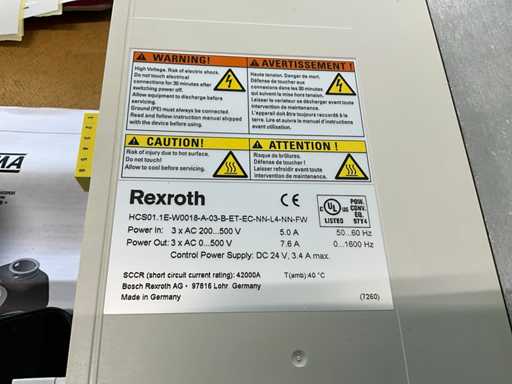 WARNING!
High Voltage. Risk of electric shock.
Do not touch electrical
connections for 30 minutes after
switching power off.
Allow equipment to discharge before
servicing.
Ground (PE) must always be connected.
Read and follow instruction manual shipped
with the device before using.
AVERTISSEMENT !
Haute tension. Danger de mort.
Défense de toucher aux
connexions dans les 30 minutes
qui suivent la mise hors tension.
Laisser le variateur se décharger avant toute
intervention de maintenance.
L'appareil doit être toujours raccordé à la
terre. Lire et suivre le manuel d'instructions
avant utilisation.
CAUTION!
Risk of injury due to hot surface.
Do not touch!
Allow to cool before servicing.
ATTENTION !
Risque de brûlures.
Défense de toucher !
Laisser refroidir avant toute
intervention de maintenance.
Rexroth
CE
UL
LISTED
POW.
CONV.
EQ.
97Y4
HCS01.1E-W0018-A-03-B-ET-EC-NN-L4-NN-FW
Power In: 3 x AC 200...500 V 5.0 A 50...60 Hz
Power Out: 3 x AC 0...500 V 7.6 A 0...1600 Hz
Control Power Supply: DC 24 V, 3.4 A max.
SCCR (short circuit current rating): 42000A T(amb):40 °C
Bosch Rexroth AG • 97816 Lohr, Germany
Made in Germany (7260)